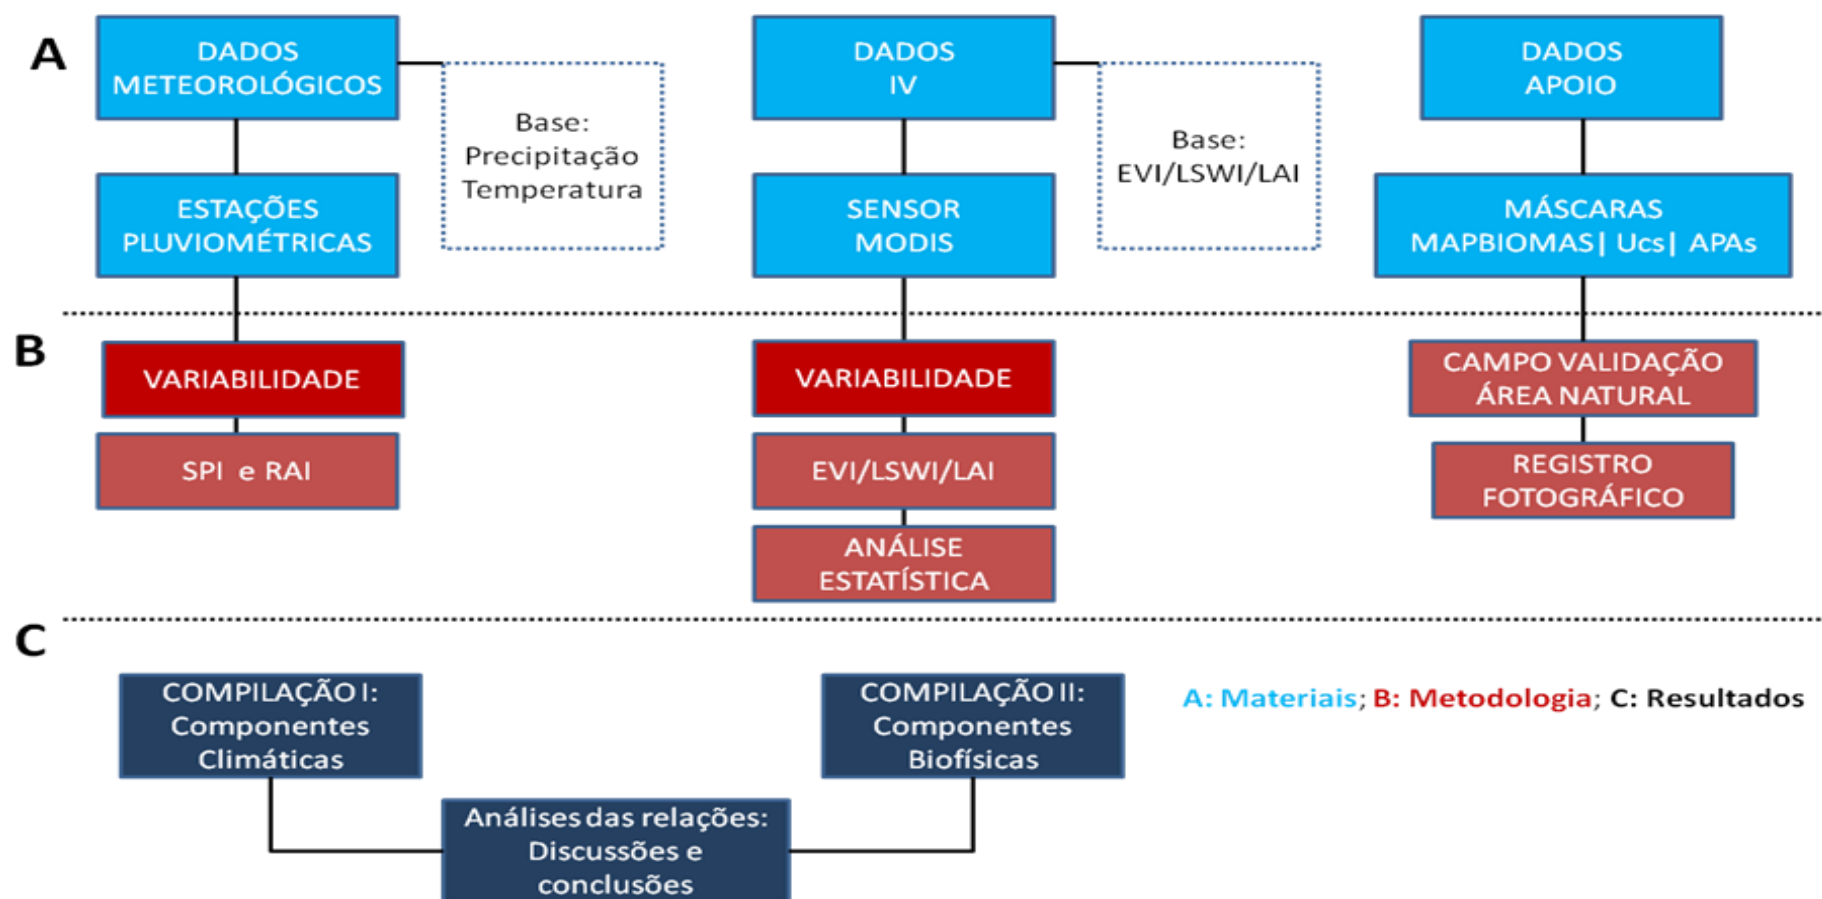 A
DADOS
METEOROLÓGICOS
Base:
Precipitação
Temperatura
ESTAÇÕES
PLUVIOMÉTRICAS
DADOS
IV
Base:
EVI/LSWI/LAI
SENSOR
MODIS
DADOS
APOIO
MÁSCARAS
MAPBIOMAS| Ucs| APAs
B
VARIABILIDADE
SPI e RAI
VARIABILIDADE
EVI/LSWI/LAI
ANÁLISE
ESTATÍSTICA
CAMPO VALIDAÇÃO
ÁREA NATURAL
REGISTRO
FOTOGRÁFICO
C
COMPILAÇÃO I:
Componentes
Climáticas
COMPILAÇÃO II:
Componentes
Biofísicas
Análises das relações:
Discussões e
conclusões
A: Materiais; B: Metodologia; C: Resultados